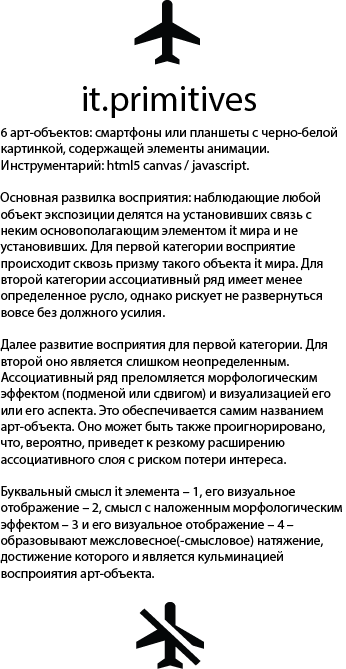 it.primitives
6 арт-объектов: смартфоны или планшеты с черно-белой
картинкой, содержащей элементы анимации.
Инструментарий: html5 canvas / javascript.
Основная развилка восприятия: наблюдающие любой
объект экспозиции делятся на установивших связь с
неким основополагающим элементом it мира и не
установивших. Для первой категории восприятие
происходит сквозь призму такого объекта it мира. Для
второй категории ассоциативный ряд имеет менее
определенное русло, однако рискует не развернуться
вовсе без должного усилия.
Далее развитие восприятия для первой категории. Для
второй оно является слишком неопределенным.
Ассоциативный ряд преломляется морфологическим
эффектом (подменой или сдвигом) и визуализацией его
или его аспекта. Это обеспечивается самим названием
арт-объекта. Оно может быть также проигнорировано,
что, вероятно, приведет к резкому расширению
ассоциативного слоя с риском потери интереса.
Буквальный смысл it элемента – 1, его визуальное
отображение – 2, смысл с наложенным морфологическим
эффектом – 3 и его визуальное отображение – 4 –
образовывают межсловесное(-смысловое) натяжение,
достижение которого и является кульминацией
воспроиятия арт-объекта.